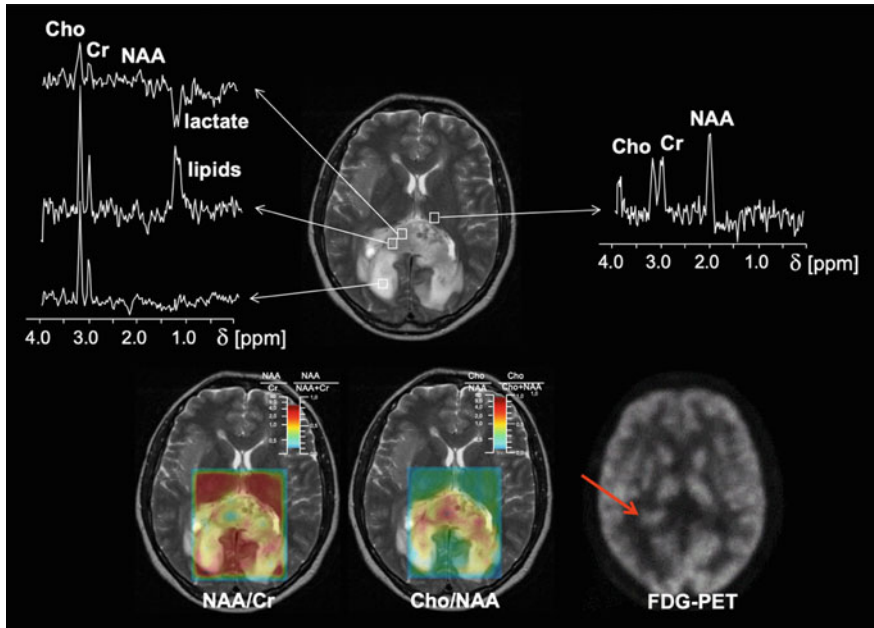 Cho
Cr
NAA
lactate
lipids
4.0 3.0 2.0 1.0 δ [ppm]
NAA
Cho
Cr
4.0 3.0 2.0 1.0 δ [ppm]
NAA NAA
Cr NAA+Cr
Cho Cho
NAA Cho+NAA
NAA/Cr
Cho/NAA
FDG-PET